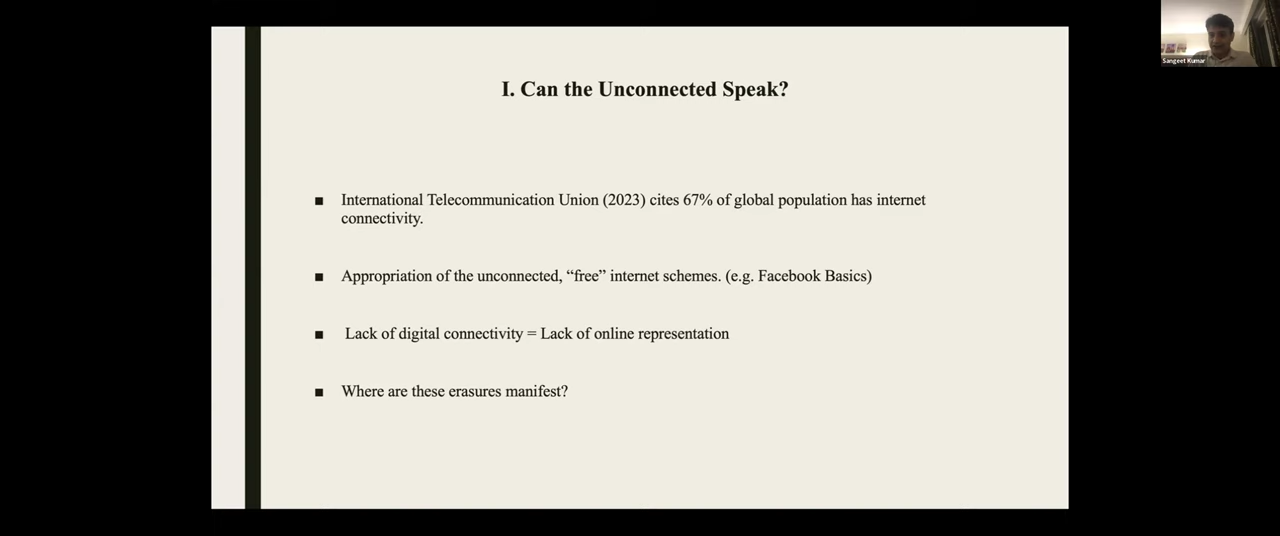 Sangeet Kumar
I. Can the Unconnected Speak?
■ International Telecommunication Union (2023) cites 67% of global population has internet
connectivity.
■ Appropriation of the unconnected, “free” internet schemes. (e.g. Facebook Basics)
■ Lack of digital connectivity = Lack of online representation
■ Where are these erasures manifest?